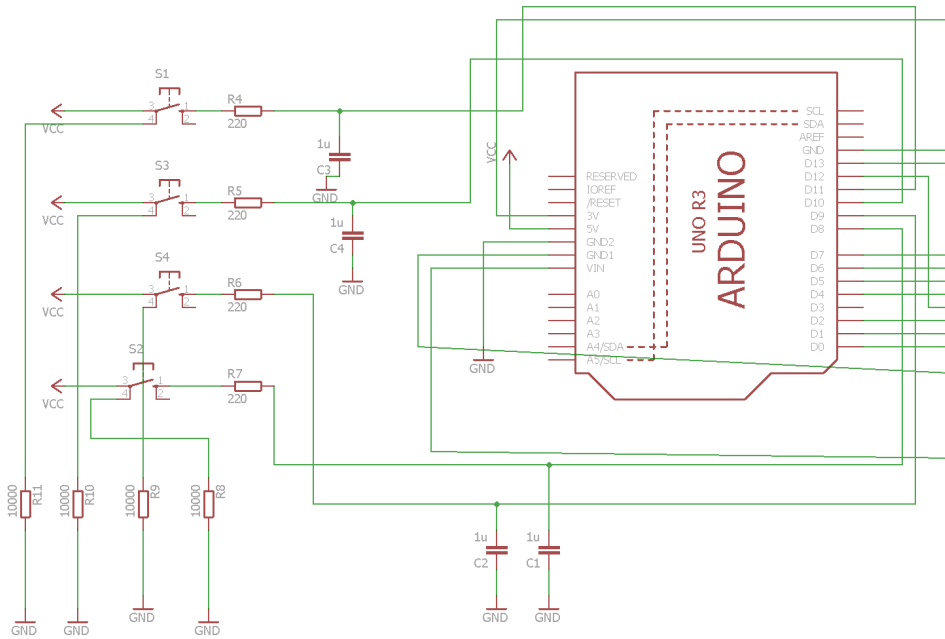 S1
3
1
4
2
VCC
R4
220
1u
C3
GND
S3
3
1
4
2
VCC
R5
220
1u
C4
GND
S4
3
1
4
2
VCC
R6
220
S2
3
1
4
2
VCC
R7
220
10000
R11
10000
R10
10000
R9
10000
R8
GND
GND
GND
GND
VCC
GND
1u
C2
GND
1u
C1
GND
RESERVED
IOREF
/RESET
3V
5V
GND2
GND1
VIN
A0
A1
A2
A3
A4/SDA
A5/SCL
UNO R3
ARDUINO
SCL
SDA
AREF
GND
D13
D12
D11
D10
D9
D8
D7
D6
D5
D4
D3
D2
D1
D0